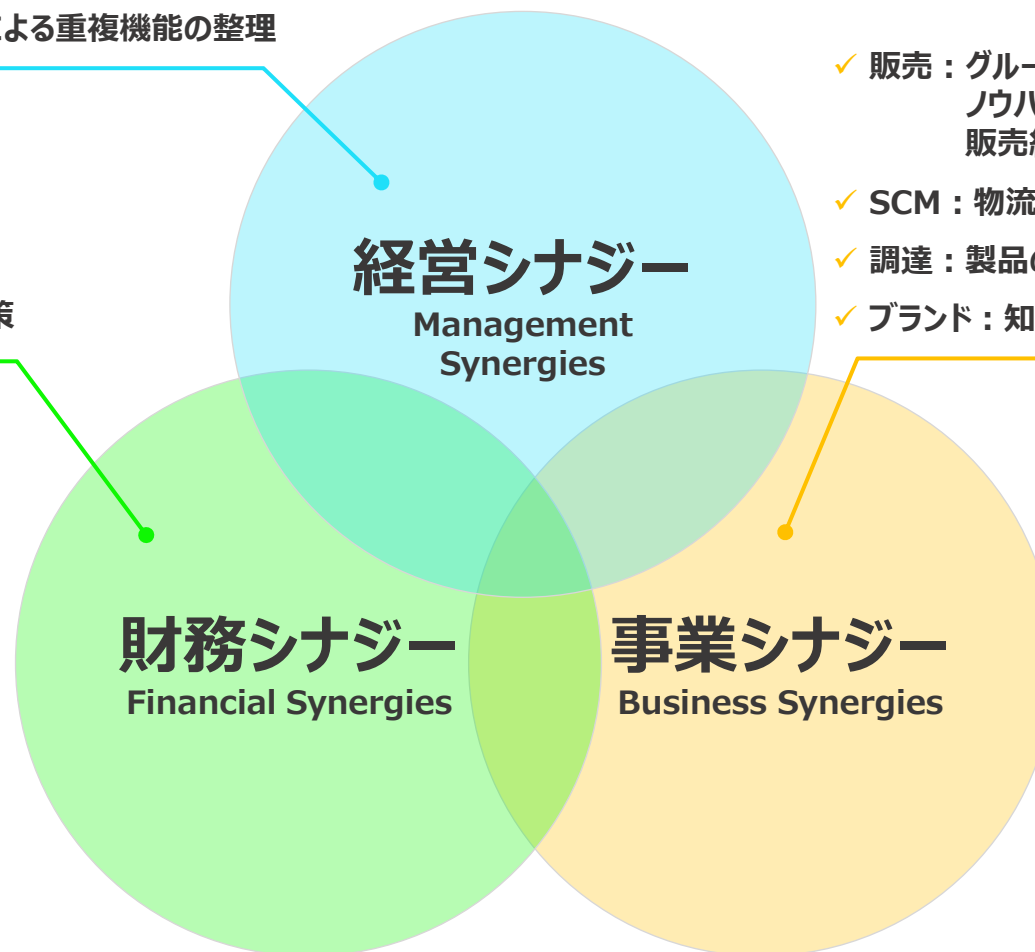 よる重複機能の整理
✓ 販売：グルー
ノウハ
販売
✓ SCM：物流
✓ 調達：製品
✓ ブランド：知
策
経営シナジー
Management
Synergies
財務シナジー
Financial Synergies
事業シナジー
Business Synergies